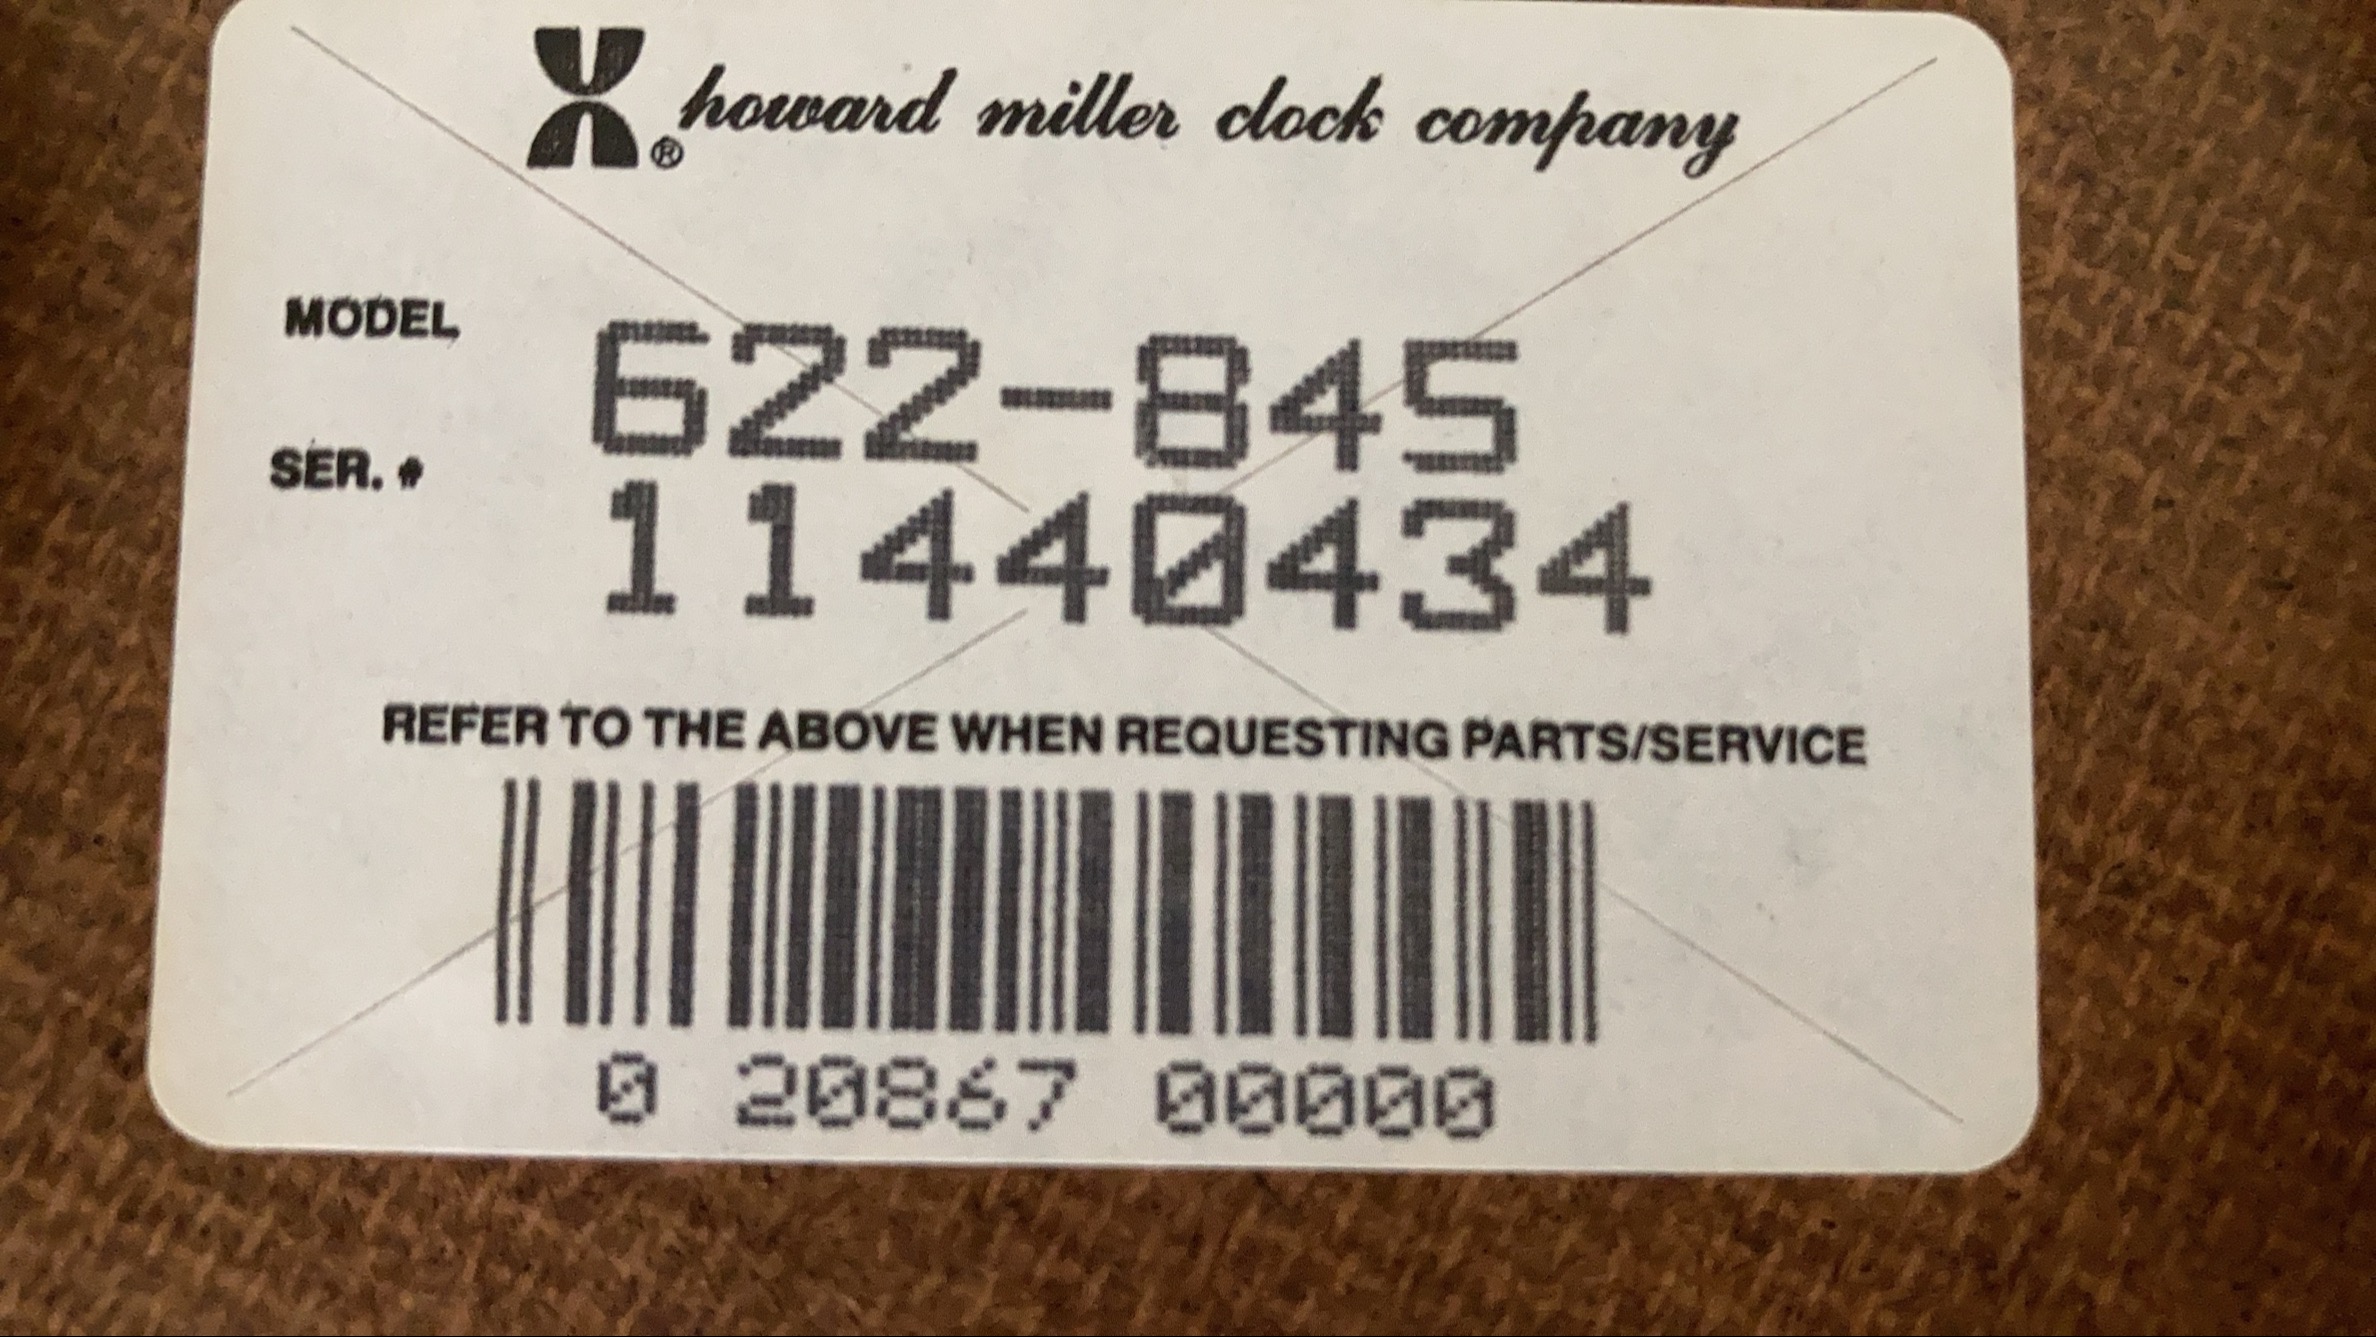 ® howard miller clock company
MODEL 622-845
SER. # 11440434
REFER TO THE ABOVE WHEN REQUESTING PARTS/SERVICE
0 20867 00000